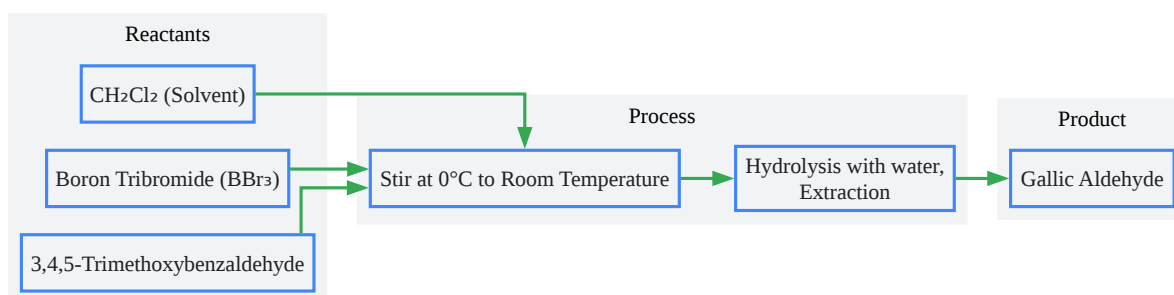 Reactants
CH₂Cl₂ (Solvent)
Boron Tribromide (BBr₃)
3,4,5-Trimethoxybenzaldehyde
Process
Stir at 0°C to Room Temperature
Hydrolysis with water,
Extraction
Product
Gallic Aldehyde